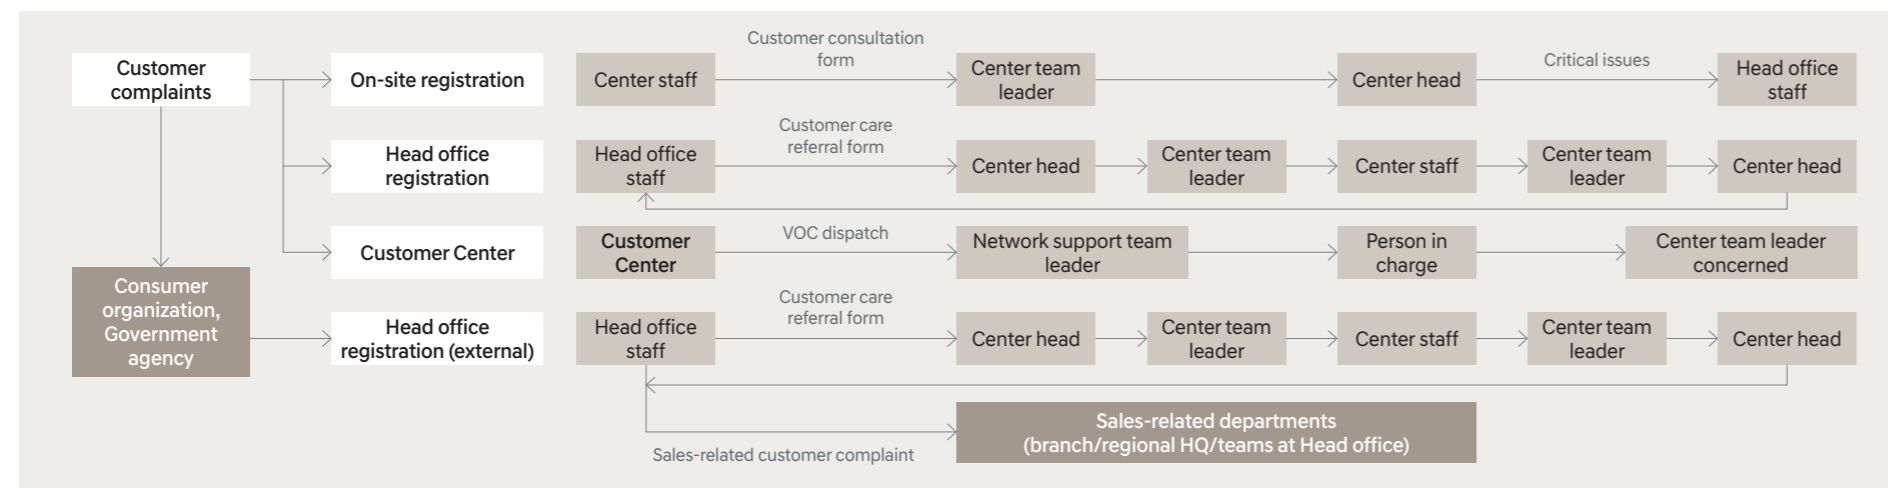 Customer
complaints
On-site registration
Center staff
Customer consultation
form
Center team
leader
Center head
Critical issues
Head office
staff
Head office
registration
Head office
staff
Customer care
referral form
Center head
Center team
leader
Center staff
Center team
leader
Center head
Customer Center
Customer
Center
VOC dispatch
Network support team
leader
Person in
charge
Center team leader
concerned
Consumer
organization,
Government
agency
Head office
registration (external)
Head office
staff
Customer care
referral form
Center head
Center team
leader
Center staff
Center team
leader
Center head
Sales-related customer complaint
Sales-related departments
(branch/regional HQ/teams at Head office)